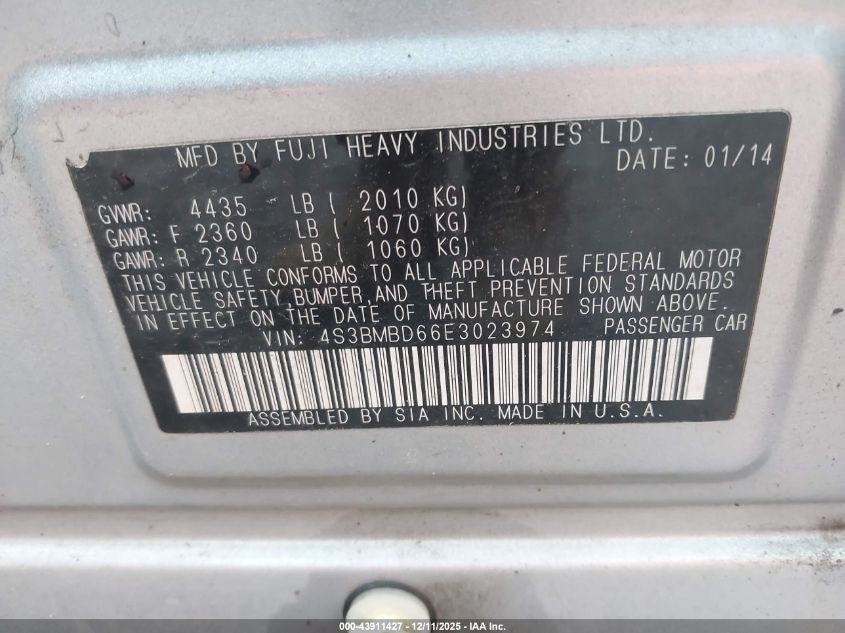 MFD BY FUJI HEAVY INDUSTRIES LTD.
DATE: 01/14
GVWR: 4435 LB ( 2010 KG)
GAWR: F 2360 LB ( 1070 KG)
GAWR: R 2340 LB ( 1060 KG)
THIS VEHICLE CONFORMS TO ALL APPLICABLE FEDERAL MOTOR
VEHICLE SAFETY,BUMPER,AND THEFT PREVENTION STANDARDS
IN EFFECT ON THE DATE OF MANUFACTURE SHOWN ABOVE.
VIN: 4S3BMBD66E3023974 PASSENGER CAR
ASSEMBLED BY SIA INC. MADE IN U.S.A.
000-43911427 - 12/11/2025 - IAA Inc.